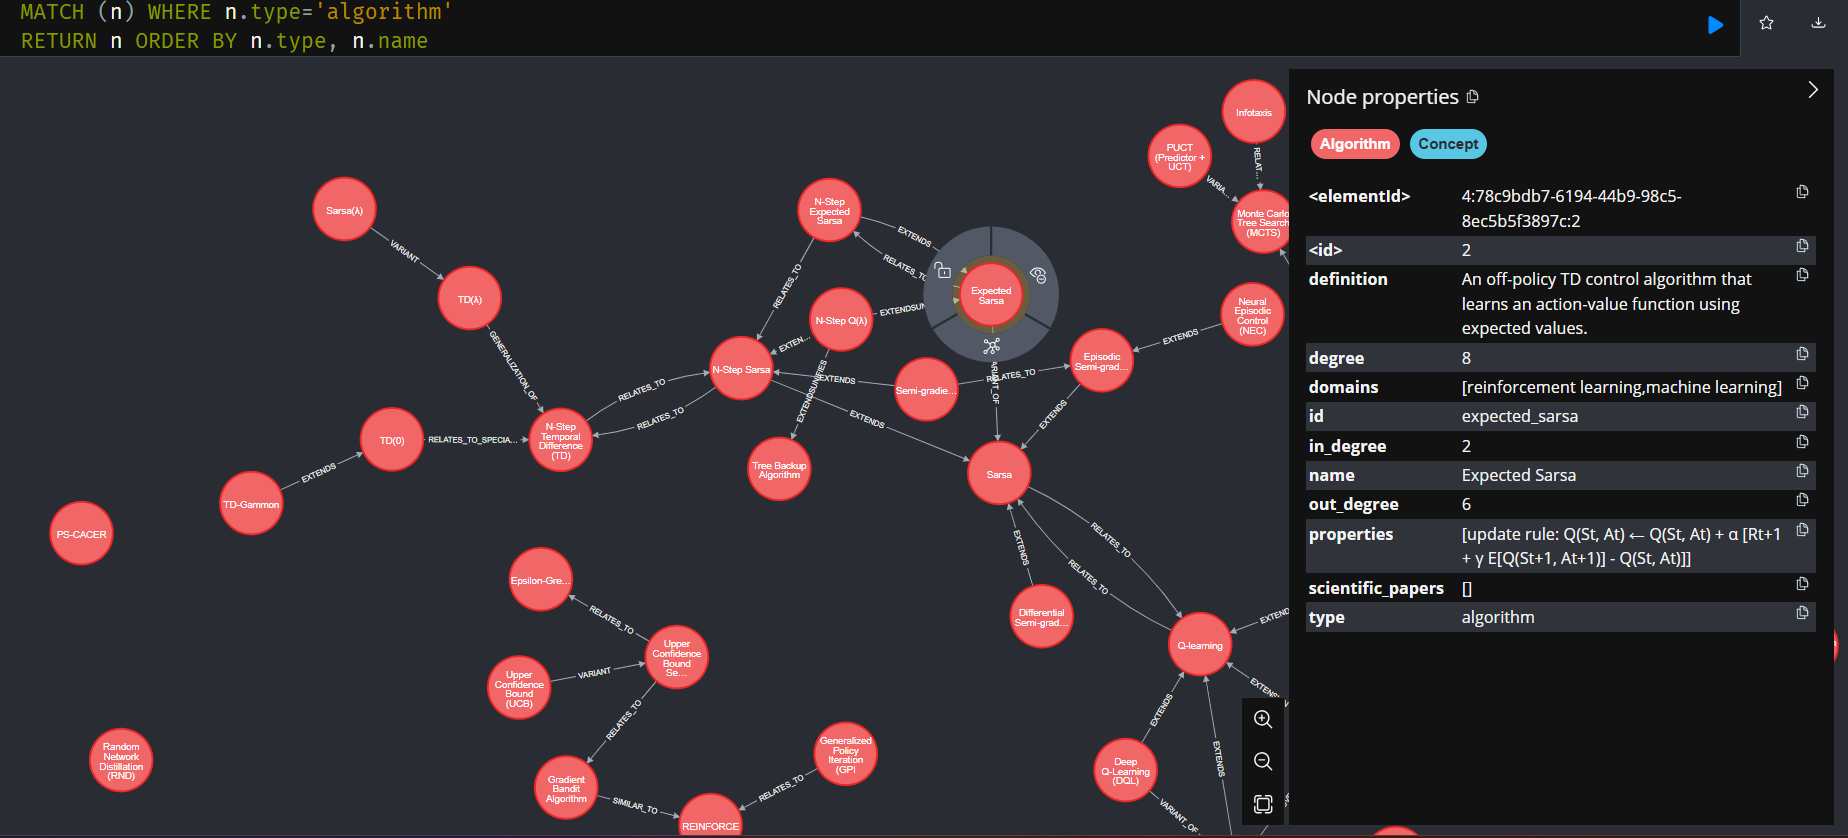 MATCH (n) WHERE n.type='algorithm'
RETURN n ORDER BY n.type, n.name
Infotaxis
PUCT
(Predictor +
UCT)
RELAT...
VARIA...
Monte Carlo
Tree Search
(MCTS)
Sarsa(λ)
VARIANT
TD(λ)
GENERALIZATION_OF
N-Step
Expected
Sarsa
EXTENDS
RELATES_TO
RELATES_TO
Expected
Sarsa
N-Step Q(λ)
EXTENDSUN
EXTEN...
N-Step Sarsa
EXTENDSUNIFIES
EXTENDS
Semi-gradie...
RELATES_TO
Episodic
Semi-grad...
EXTENDS
Neural
Episodic
Control
(NEC)
ARIANT_OF
EXTENDS
RELATES_TO
RELATES_TO
EXTENDS
TD(0)
RELATES_TO_SPECIA...
N-Step
Temporal
Difference
(TD)
EXTENDS
TD-Gammon
PS-CACER
Tree Backup
Algorithm
Sarsa
RELATES_TO
RELATES_TO
EXTENDS
Epsilon-Gre...
RELATES_TO
Upper
Confidence
Bound
Se...
VARIANT
Upper
Confidence
Bound
(UCB)
RELATES_TO
Differential
Semi-grad...
Q-learning
EXTEND
EXTENS
EXTENDS
EXTENDS
Random
Network
Distillation
(RND)
Gradient
Bandit
Algorithm
SIMILAR_TO
REINFORCE
RELATES_TO
Generalized
Policy
Iteration
(GPI
Deep
Q-Learning
(DQL)
VARIANT_OF
Node properties
Algorithm
Concept
<elementId> 4:78c9bdb7-6194-44b9-98c5-
8ec5b5f3897c:2
<id> 2
definition An off-policy TD control algorithm that
learns an action-value function using
expected values.
degree 8
domains [reinforcement learning,machine learning]
id expected_sarsa
in_degree 2
name Expected Sarsa
out_degree 6
properties [update rule: Q(St, At) ← Q(St, At) + α [Rt+1
+ γ E[Q(St+1, At+1)] - Q(St, At)]]
scientific_papers []
type algorithm